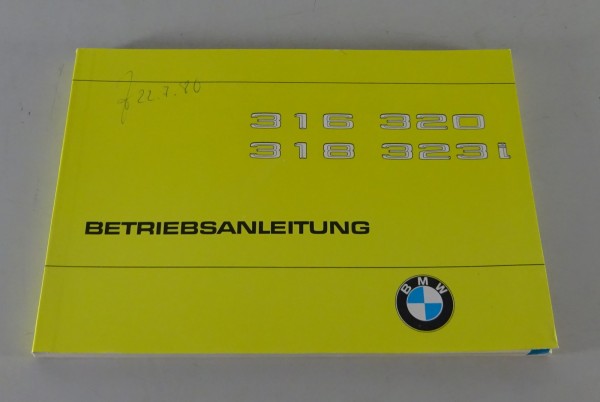 22.7.80
316 320
318 323i
BETRIEBSANLEITUNG
BMW